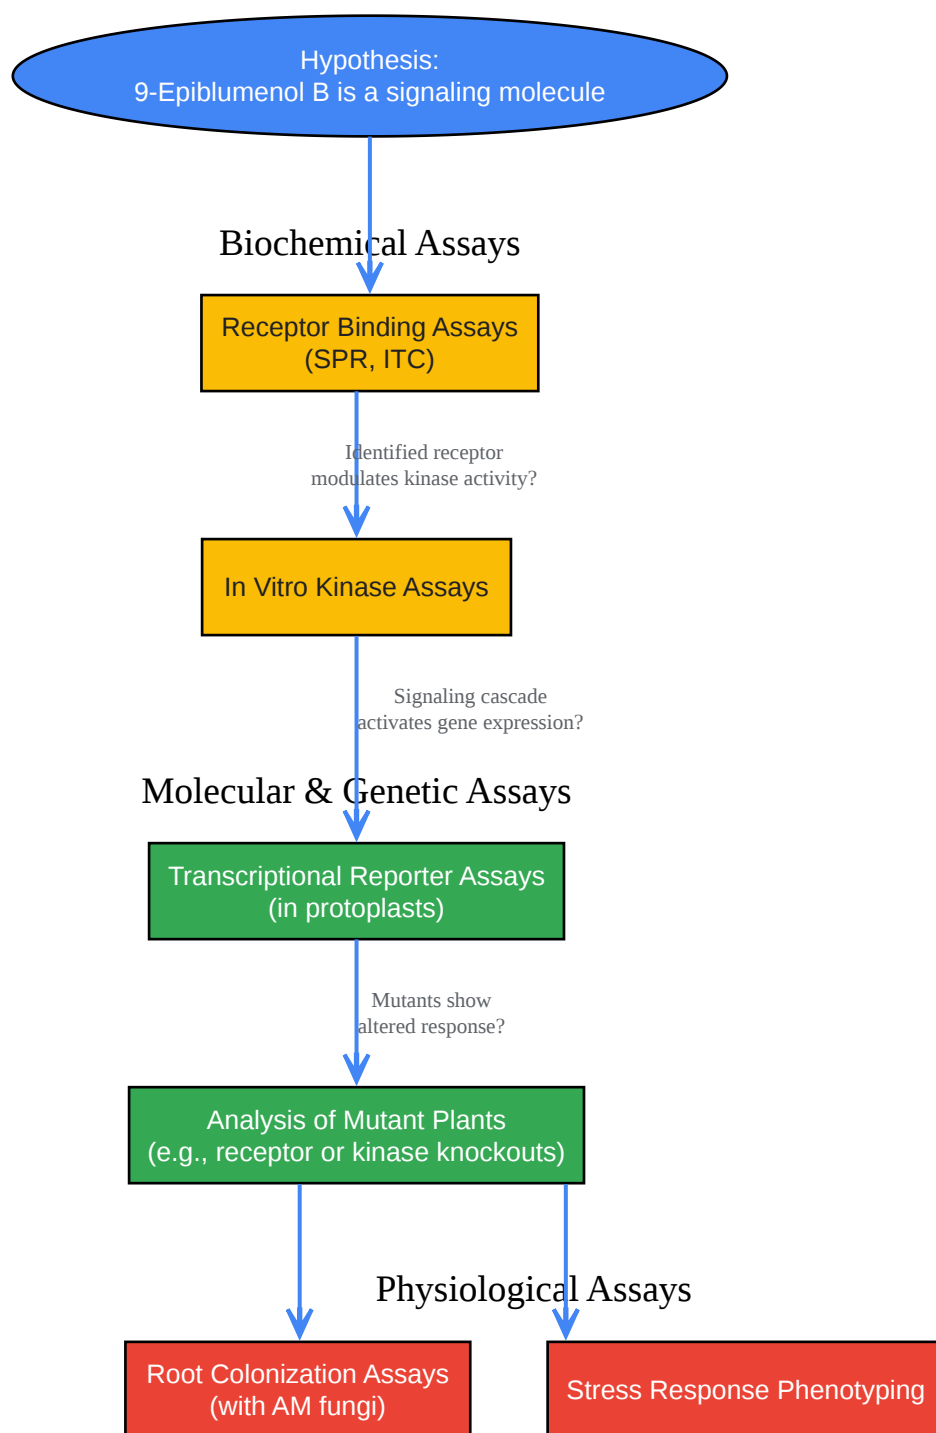 Hypothesis:
9-Epiblumenol B is a signaling molecule
Biochemical Assays
Receptor Binding Assays
(SPR, ITC)
Identified receptor
modulates kinase activity?
In Vitro Kinase Assays
Signaling cascade
activates gene expression?
Molecular & Genetic Assays
Transcriptional Reporter Assays
(in protoplasts)
Mutants show
altered response?
Analysis of Mutant Plants
(e.g., receptor or kinase knockouts)
Physiological Assays
Root Colonization Assays
(with AM fungi)
Stress Response Phenotyping